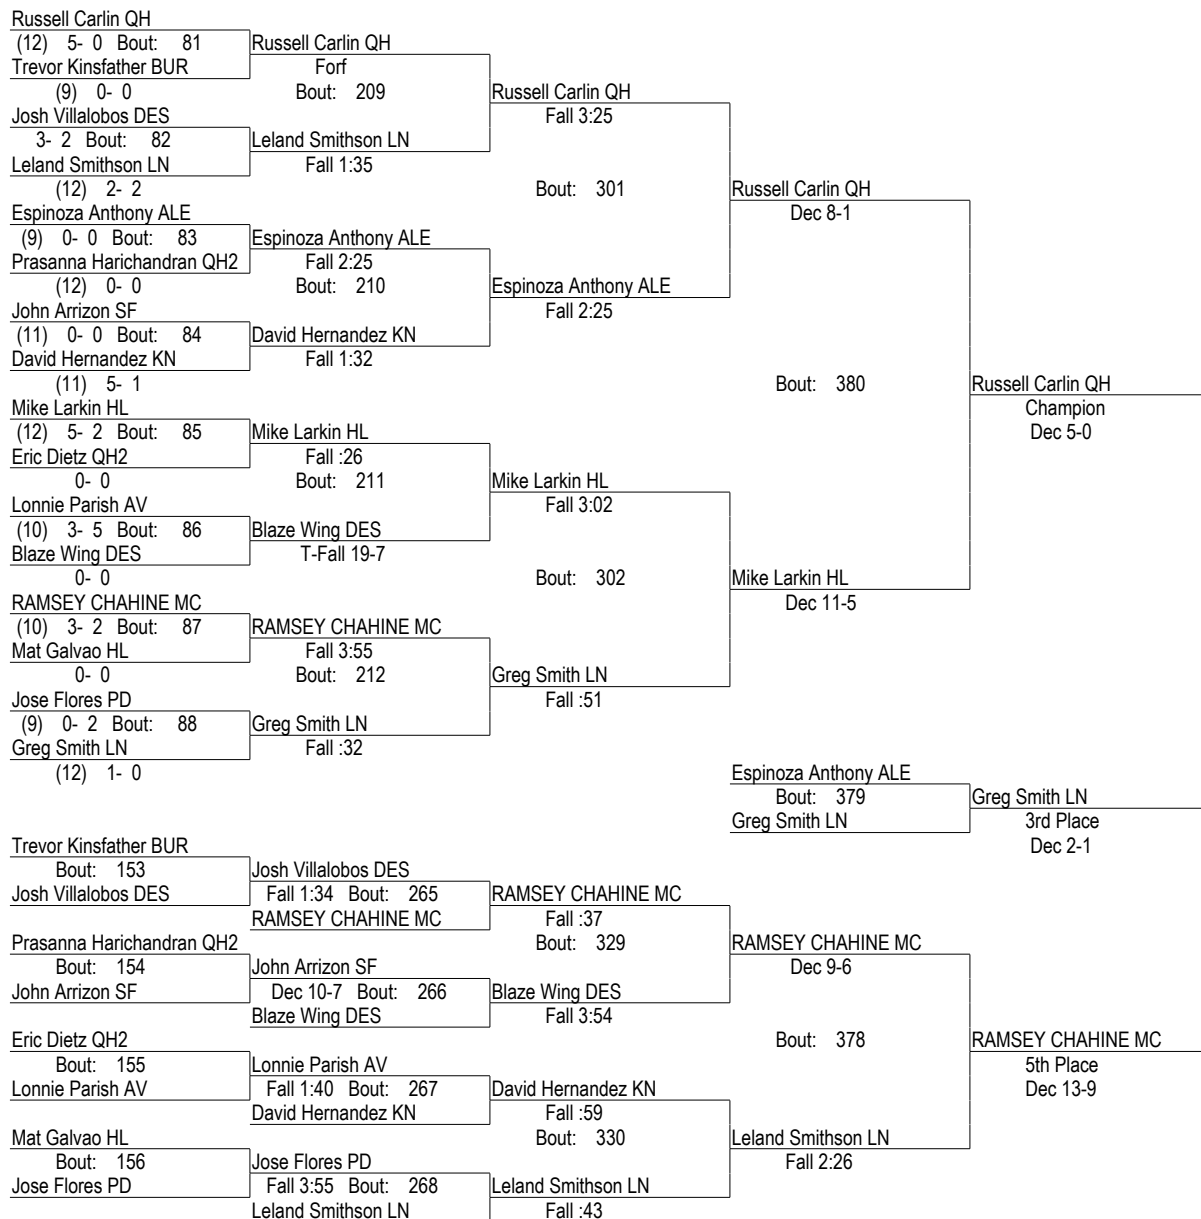 Russell Carlin QH
(12) 5- 0 Bout: 81 Russell Carlin QH
Trevor Kinsfather BUR Forf
(9) 0- 0 Bout: 209 Russell Carlin QH
Josh Villalobos DES Fall 3:25
3- 2 Bout: 82 Leland Smithson LN
Leland Smithson LN Fall 1:35
(12) 2- 2 Bout: 301 Russell Carlin QH
Espinoza Anthony ALE Dec 8-1
(9) 0- 0 Bout: 83 Espinoza Anthony ALE
Prasanna Harichandran QH2 Fall 2:25
(12) 0- 0 Bout: 210 Espinoza Anthony ALE
John Arrizon SF Fall 2:25
(11) 0- 0 Bout: 84 David Hernandez KN
David Hernandez KN Fall 1:32
(11) 5- 1 Bout: 380 Russell Carlin QH
Mike Larkin HL Champion
(12) 5- 2 Bout: 85 Mike Larkin HL Dec 5-0
Eric Dietz QH2 Fall :26
0- 0 Bout: 211 Mike Larkin HL
Lonnie Parish AV Fall 3:02
(10) 3- 5 Bout: 86 Blaze Wing DES
Blaze Wing DES T-Fall 19-7
0- 0 Bout: 302 Mike Larkin HL
RAMSEY CHAHINE MC Dec 11-5
(10) 3- 2 Bout: 87 RAMSEY CHAHINE MC
Mat Galvao HL Fall 3:55
0- 0 Bout: 212 Greg Smith LN
Jose Flores PD Fall :51
(9) 0- 2 Bout: 88 Greg Smith LN
Greg Smith LN Fall :32
(12) 1- 0 Espinoza Anthony ALE
Bout: 379 Greg Smith LN
Greg Smith LN 3rd Place
Trevor Kinsfather BUR Dec 2-1
Bout: 153 Josh Villalobos DES
Josh Villalobos DES Fall 1:34 Bout: 265 RAMSEY CHAHINE MC
RAMSEY CHAHINE MC Fall :37
Prasanna Harichandran QH2 Bout: 329 RAMSEY CHAHINE MC
Bout: 154 John Arrizon SF Dec 9-6
John Arrizon SF Dec 10-7 Bout: 266 Blaze Wing DES
Blaze Wing DES Fall 3:54
Eric Dietz QH2 Bout: 378 RAMSEY CHAHINE MC
Bout: 155 Lonnie Parish AV 5th Place
Lonnie Parish AV Fall 1:40 Bout: 267 David Hernandez KN Dec 13-9
David Hernandez KN Fall :59
Mat Galvao HL Bout: 330 Leland Smithson LN
Bout: 156 Jose Flores PD Fall 2:26
Jose Flores PD Fall 3:55 Bout: 268 Leland Smithson LN
Leland Smithson LN Fall :43